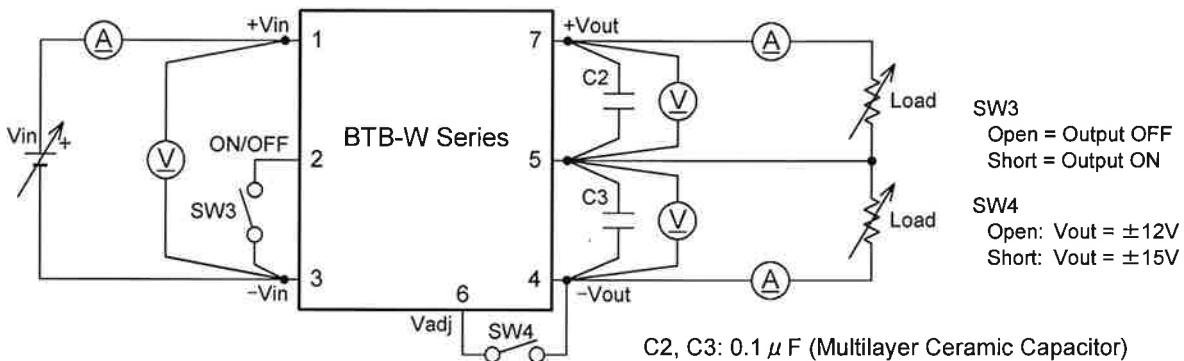 +Vin
+Vout
A
1
7
A
C2
V
Load
SW3
Open = Output OFF
Short = Output ON
Vin
+
V
ON/OFF
2
BTB-W Series
5
SW3
C3
V
Load
SW4
Open: Vout = ±12V
Short: Vout = ±15V
−Vin
3
6
4
−Vout
A
Vadj
SW4
C2, C3: 0.1 μ F (Multilayer Ceramic Capacitor)